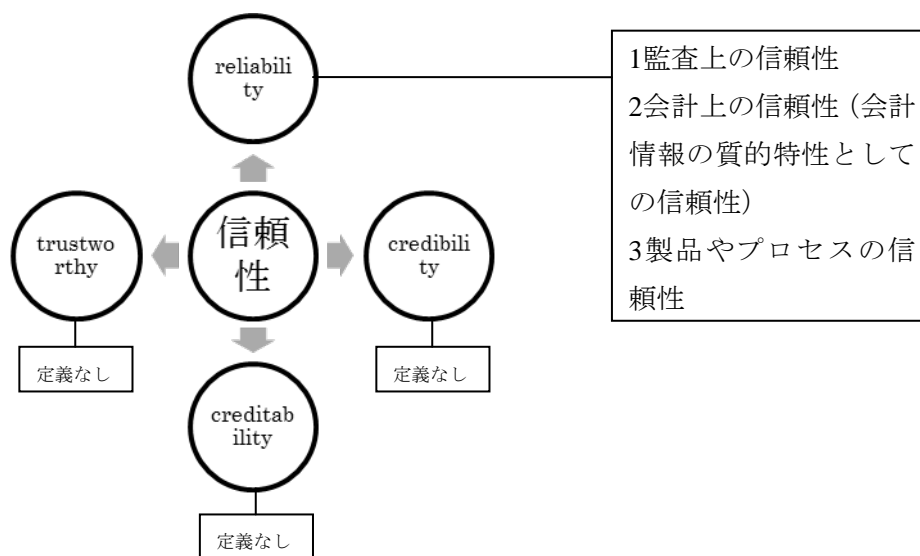 reliabili
ty
1監査上の信頼性
2会計上の信頼性（会計
情報の質的特性として
の信頼性）
3製品やプロセスの信
頼性
trustwo
rthy
信頼
性
credibili
ty
定義なし
定義なし
creditab
ility
定義なし